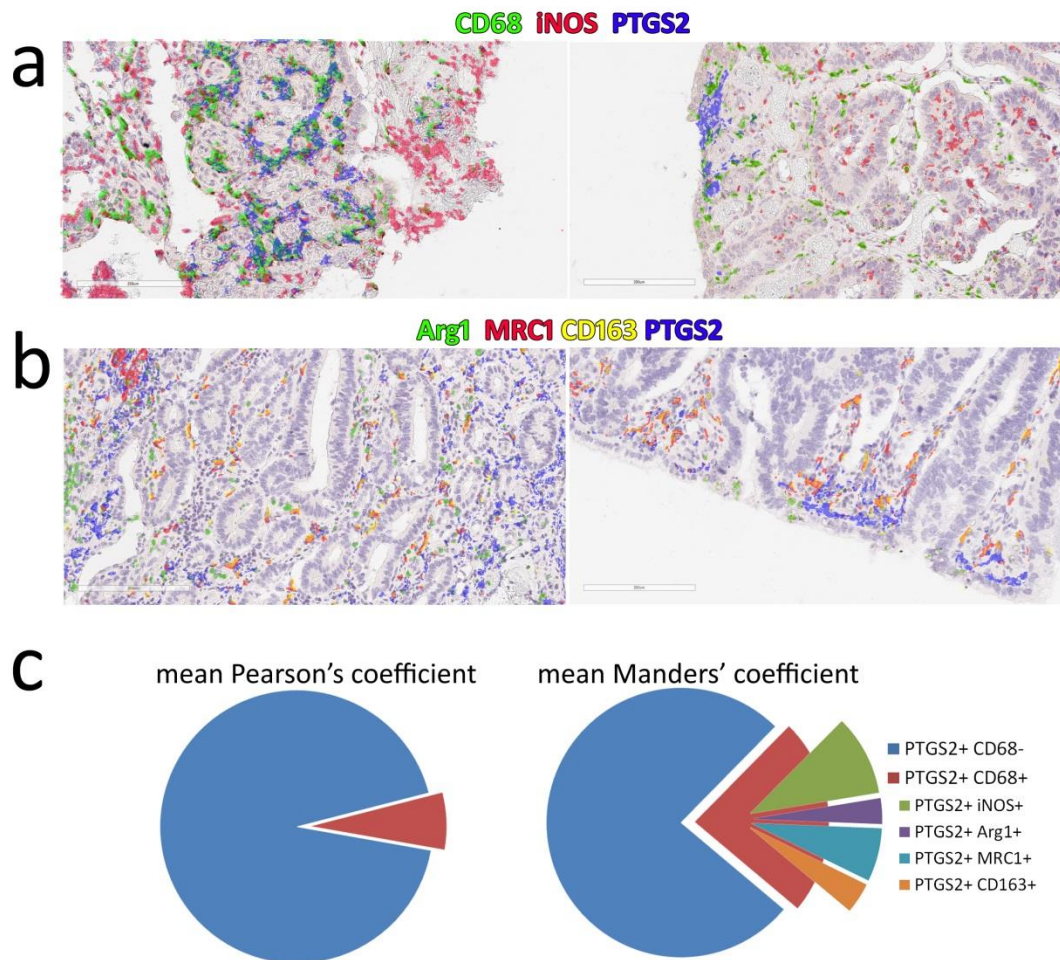 CD68 iNOS PTGS2
a
Arg1 MRC1 CD163 PTGS2
b
c
mean Pearson's coefficient
mean Manders' coefficient
PTGS2+ CD68-
PTGS2+ CD68+
PTGS2+ iNOS+
PTGS2+ Arg1+
PTGS2+ MRC1+
PTGS2+ CD163+